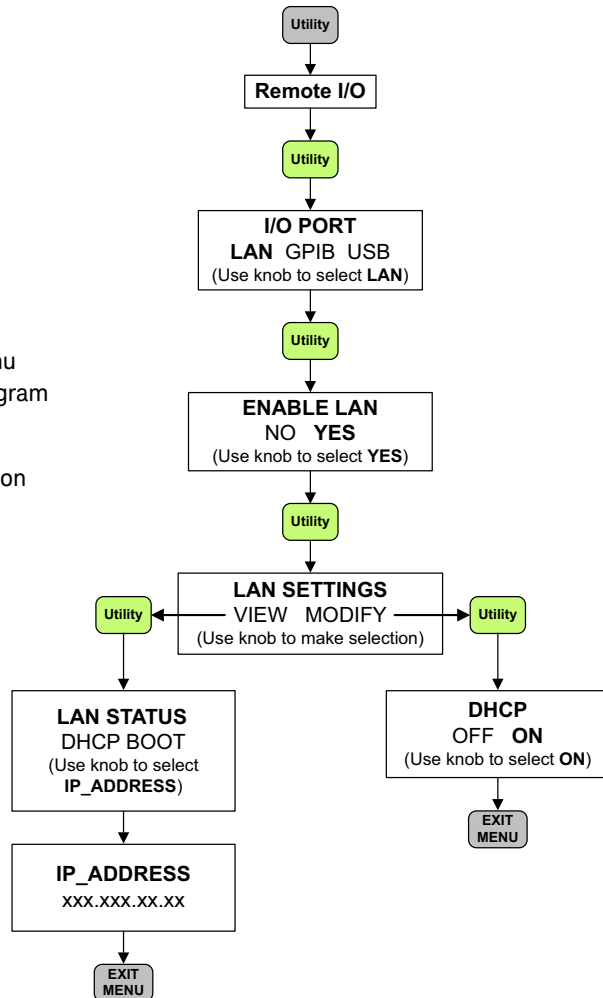 Utility
Remote I/O
Utility
I/O PORT
LAN GPIB USB
(Use knob to select LAN)
Utility
nu
gram
on
ENABLE LAN
NO YES
(Use knob to select YES)
Utility
LAN SETTINGS
VIEW MODIFY
(Use knob to make selection)
Utility
Utility
LAN STATUS
DHCP BOOT
(Use knob to select
IP_ADDRESS)
IP_ADDRESS
xxx.xxx.xx.xx
EXIT
MENU
DHCP
OFF ON
(Use knob to select ON)
EXIT
MENU